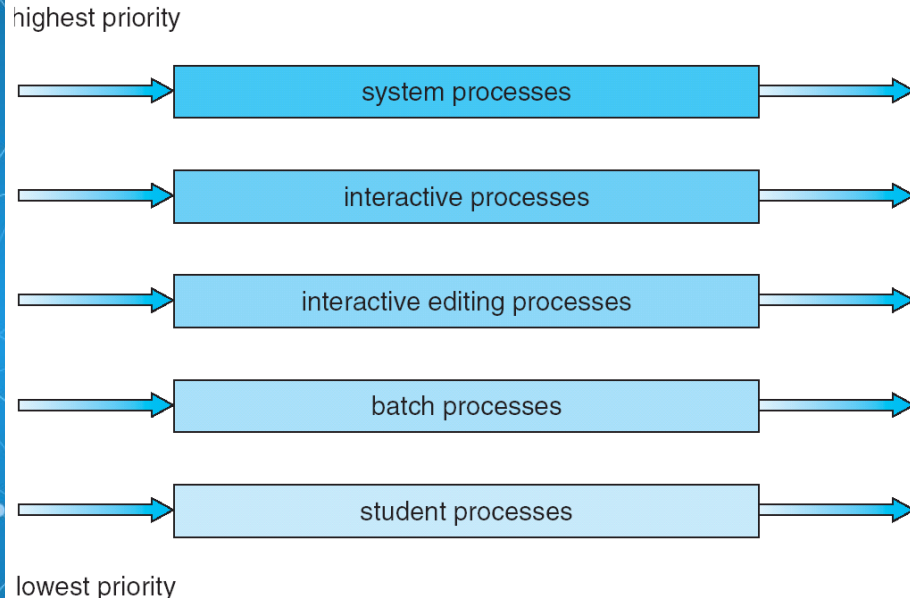 highest priority
system processes
interactive processes
interactive editing processes
batch processes
student processes
lowest priority